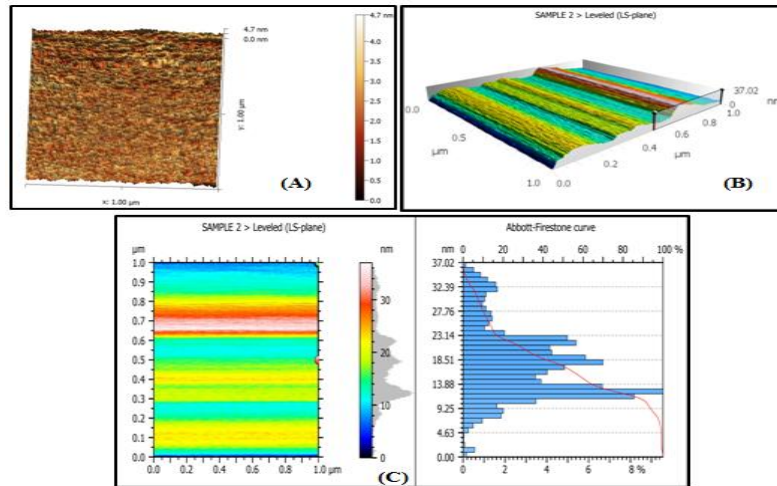 4.7 nm
0.0 nm
y: 1.00 µm
x: 1.00 µm
4.7 nm
4.0
3.5
3.0
2.5
2.0
1.5
1.0
0.5
0.0
(A)
SAMPLE 2 > Leveled (LS-plane)
37.02
nm
0
1.0
0.8
0.6
0.4
µm
0.2
0.0
0.0
0.5
µm
1.0
(B)
SAMPLE 2 > Leveled (LS-plane)
µm
1.0
0.9
0.8
0.7
0.6
0.5
0.4
0.3
0.2
0.1
0.0
0.0 0.2 0.4 0.6 0.8 1.0 µm
nm
30
20
10
0
(C)
Abbott-Firestone curve
nm
0 20 40 60 80 100 %
37.02
32.39
27.76
23.14
18.51
13.88
9.25
4.63
0.00
0 2 4 6 8 %